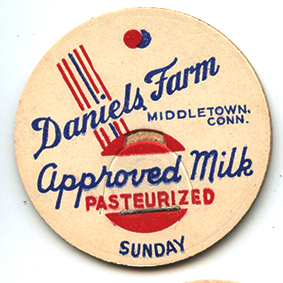 Daniels Farm
MIDDLETOWN,
CONN.
Approved Milk
PASTEURIZED
SUNDAY